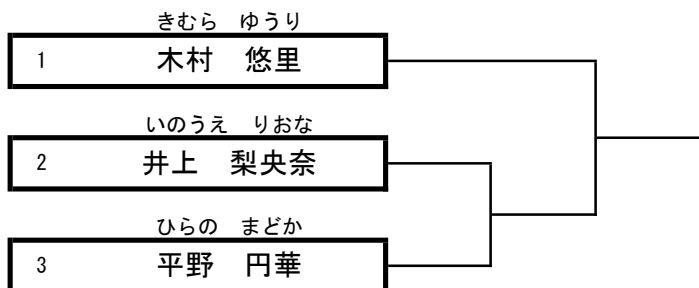 きむら　ゆうり
1　木村　悠里
いのうえ　りおな
2　井上　梨央奈
ひらの　まどか
3　平野　円華